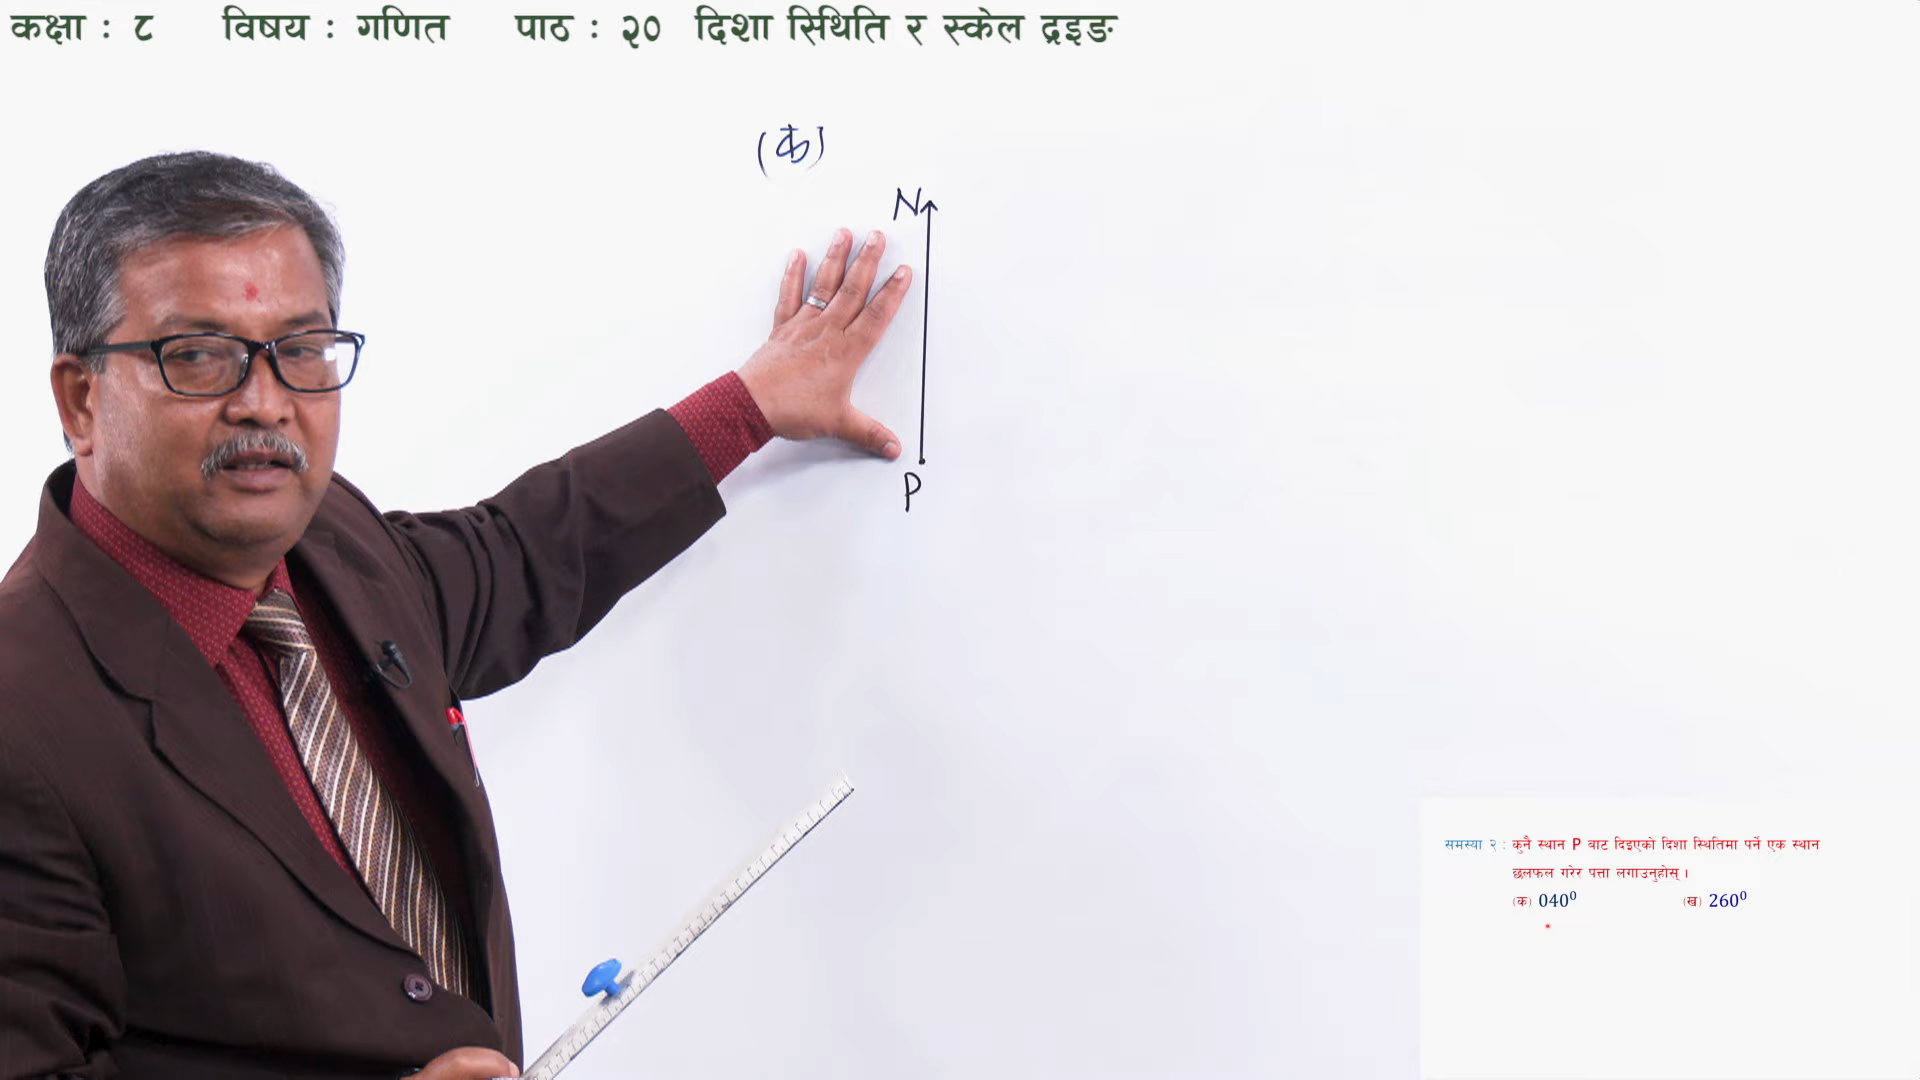 कक्षा : ८ विषय : गणित पाठ : २० दिशा स्थिति र स्केल द्रइङ
(क)
N
P
समस्या २ : कुनै स्थान P बाट दिइएको दिशा स्थितिमा पर्ने एक स्थान
छलफल गरेर पत्ता लगाउनुहोस् ।
(क) 040⁰ (ख) 260⁰